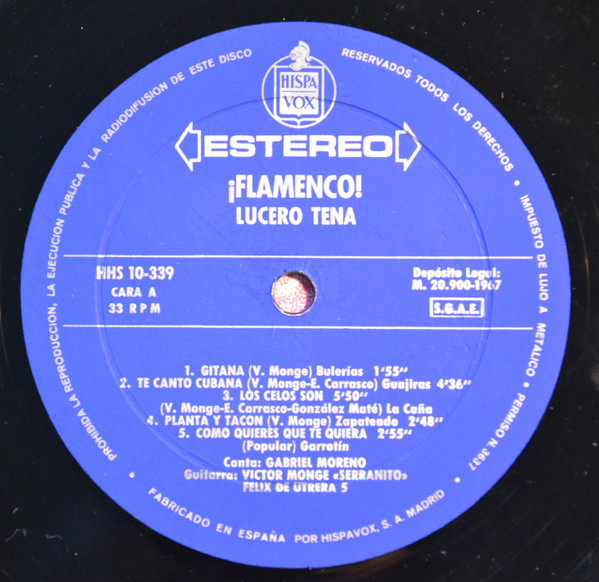 HISPA
VOX
ESTEREO
¡FLAMENCO!
LUCERO TENA
HHS 10-339
CARA A
33 RPM
Depósito Legal:
M. 20.900-1967
S.G.A.E.
1. GITANA (V. Monge) Bulerías 1'55"
2. TE CANTO CUBANA (V. Monge-E. Carrasco) Guajiras 4'36"
3. LOS CELOS SON 5'50"
(V. Monge-E. Carrasco-González Maté) La Caña
4. PLANTA Y TACON (V. Monge) Zapateado 2'48"
5. COMO QUIERES QUE TE QUIERA 2'55"
(Popular) Garrotín
Canta: GABRIEL MORENO
Guitarra: VICTOR MONGE «SERRANITO»
FELIX DE UTRERA 5
PROHIBIDA LA REPRODUCCION, LA EJECUCION PUBLICA Y LA RADIODIFUSION DE ESTE DISCO
RESERVADOS TODOS LOS DERECHOS • IMPUESTO DE LUJO A METALICO • PERMISO N. 3637
• FABRICADO EN ESPAÑA POR HISPAVOX, S. A. MADRID •